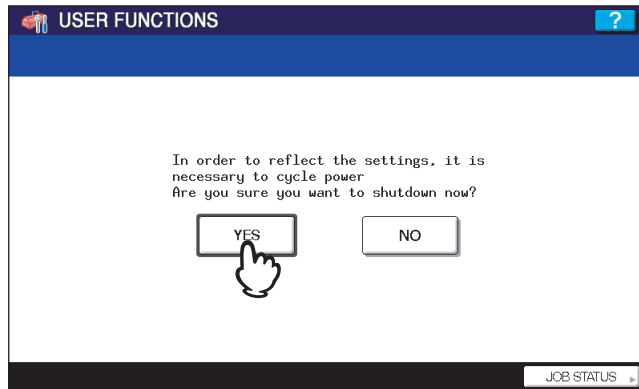 USER FUNCTIONS
?
In order to reflect the settings, it is
necessary to cycle power
Are you sure you want to shutdown now?
YES
NO
JOB STATUS